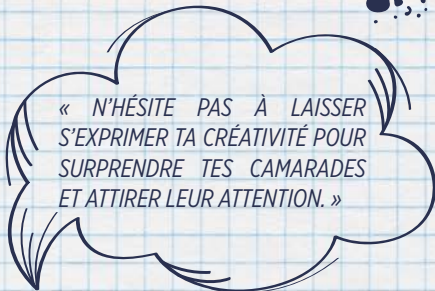 « N’HÉSITE PAS À LAISSER
S’EXPRIMER TA CRÉATIVITÉ POUR
SURPRENDRE TES CAMARADES
ET ATTIRER LEUR ATTENTION. »